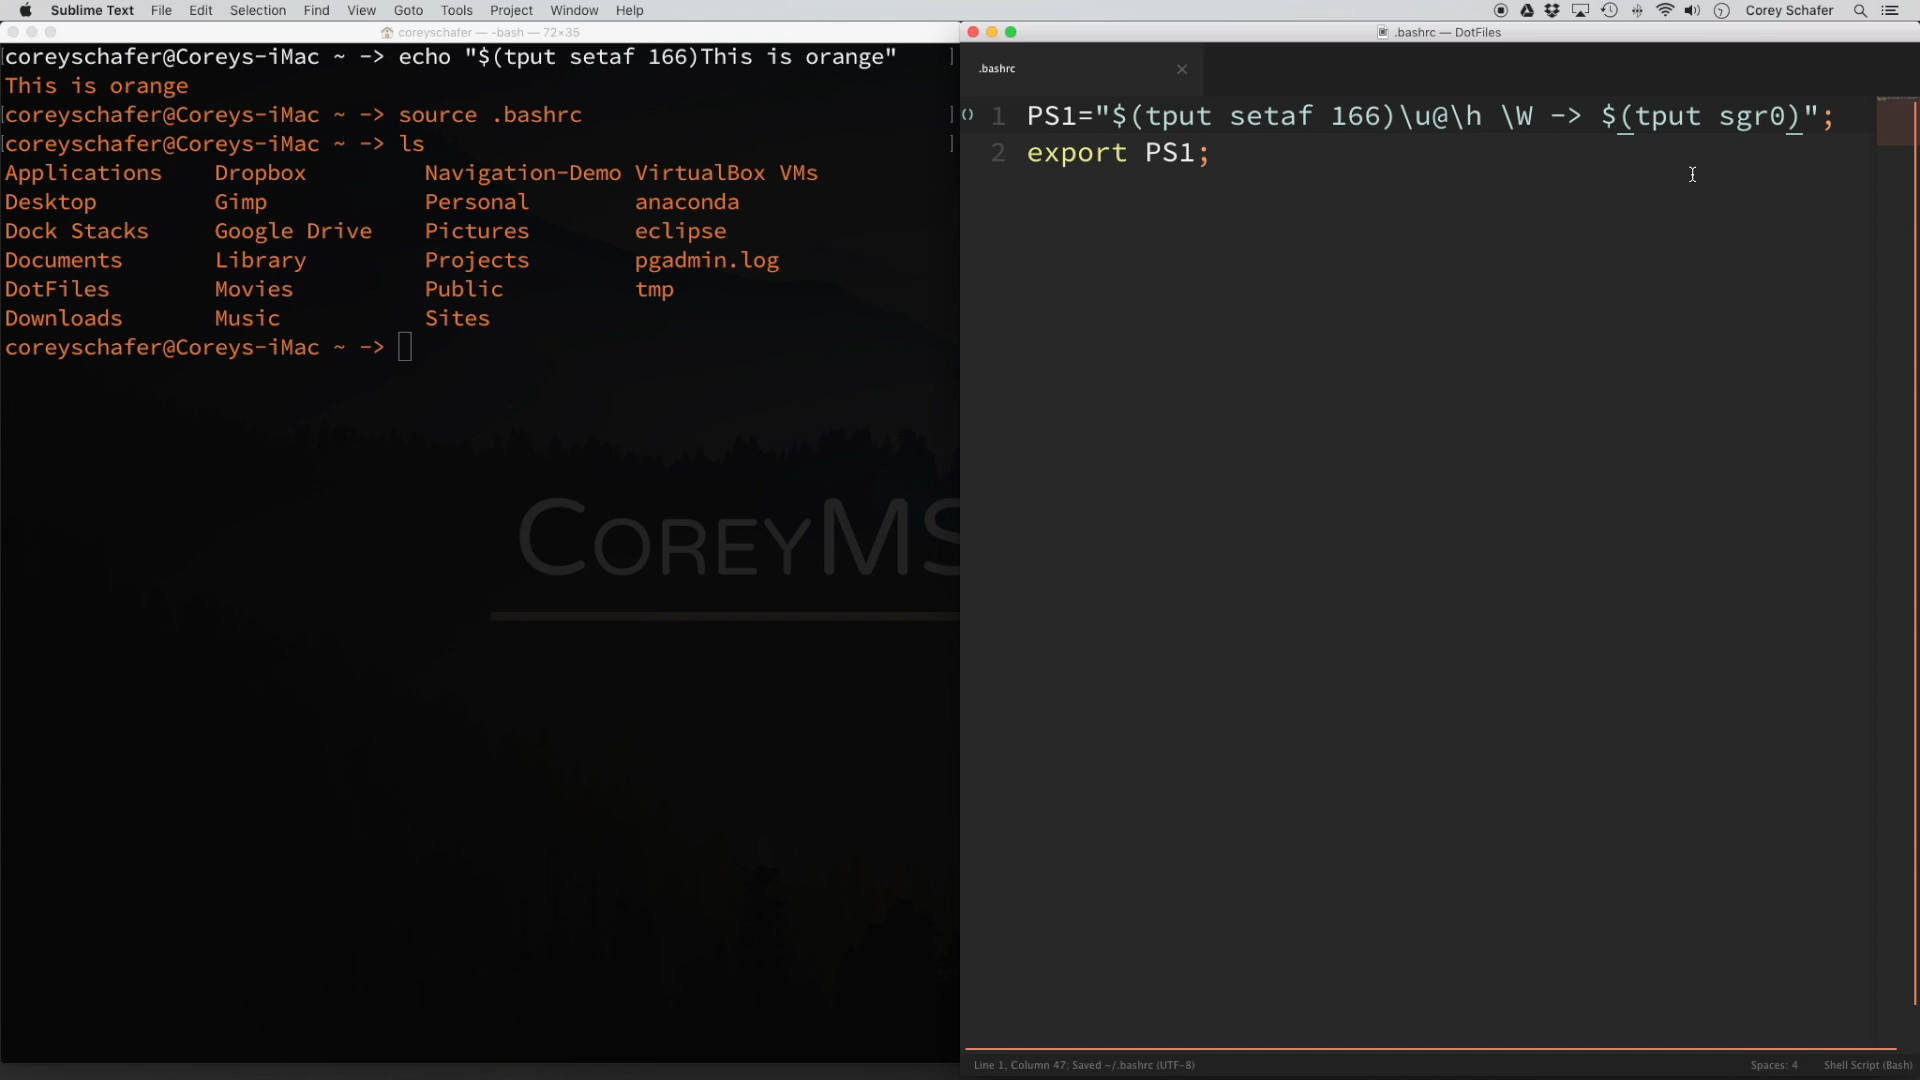 Sublime Text File Edit Selection Find View Goto Tools Project Window Help Corey Schafer
coreyschafer — -bash — 72×35
[coreyschafer@Coreys-iMac ~ -> echo "$(tput setaf 166)This is orange" ]
This is orange
[coreyschafer@Coreys-iMac ~ -> source .bashrc ]
[coreyschafer@Coreys-iMac ~ -> ls ]
Applications Dropbox Navigation-Demo VirtualBox VMs
Desktop Gimp Personal anaconda
Dock Stacks Google Drive Pictures eclipse
Documents Library Projects pgadmin.log
DotFiles Movies Public tmp
Downloads Music Sites
coreyschafer@Coreys-iMac ~ ->
COREYMS
.bashrc — DotFiles
.bashrc
1 PS1="$(tput setaf 166)\u@\h \W -> $(tput sgr0)";
2 export PS1;
Line 1, Column 47; Saved ~/.bashrc (UTF-8) Spaces: 4 Shell Script (Bash)